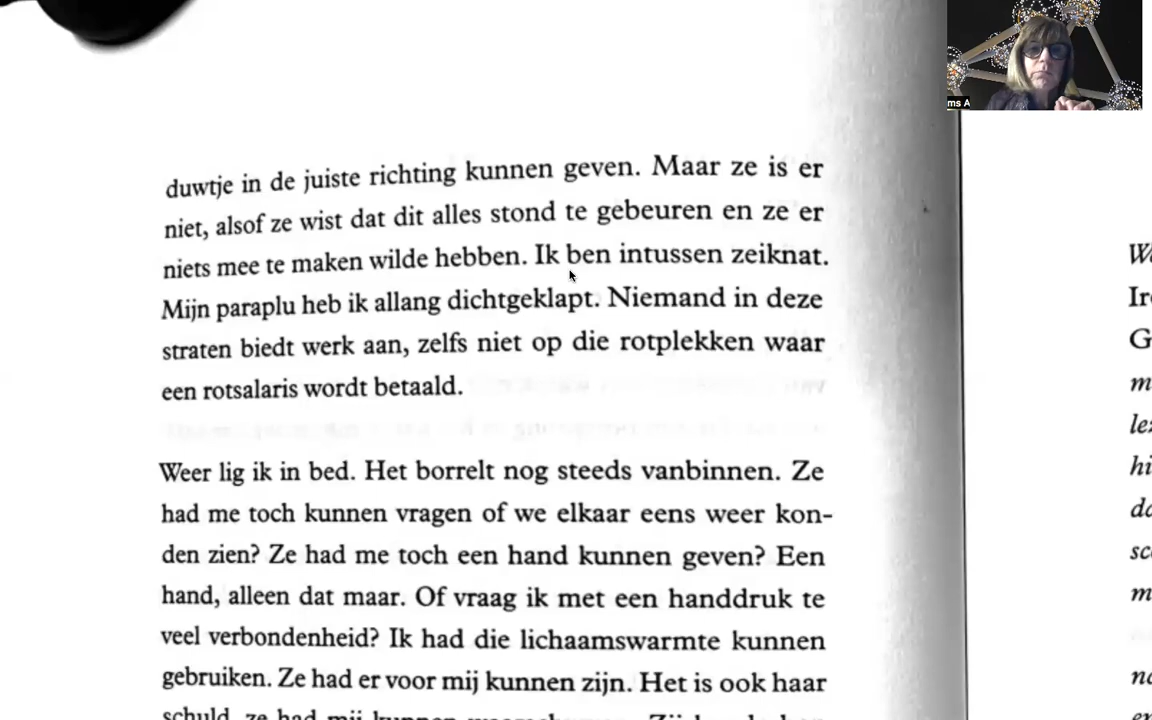 duwtje in de juiste richting kunnen geven. Maar ze is er
niet, alsof ze wist dat dit alles stond te gebeuren en ze er
niets mee te maken wilde hebben. Ik ben intussen zeiknat.
Mijn paraplu heb ik allang dichtgeklapt. Niemand in deze
straten biedt werk aan, zelfs niet op die rotplekken waar
een rotsalaris wordt betaald.
Weer lig ik in bed. Het borrelt nog steeds vanbinnen. Ze
had me toch kunnen vragen of we elkaar eens weer kon-
den zien? Ze had me toch een hand kunnen geven? Een
hand, alleen dat maar. Of vraag ik met een handdruk te
veel verbondenheid? Ik had die lichaamswarmte kunnen
gebruiken. Ze had er voor mij kunnen zijn. Het is ook haar
schuld, ze had mij kunnen
ms A